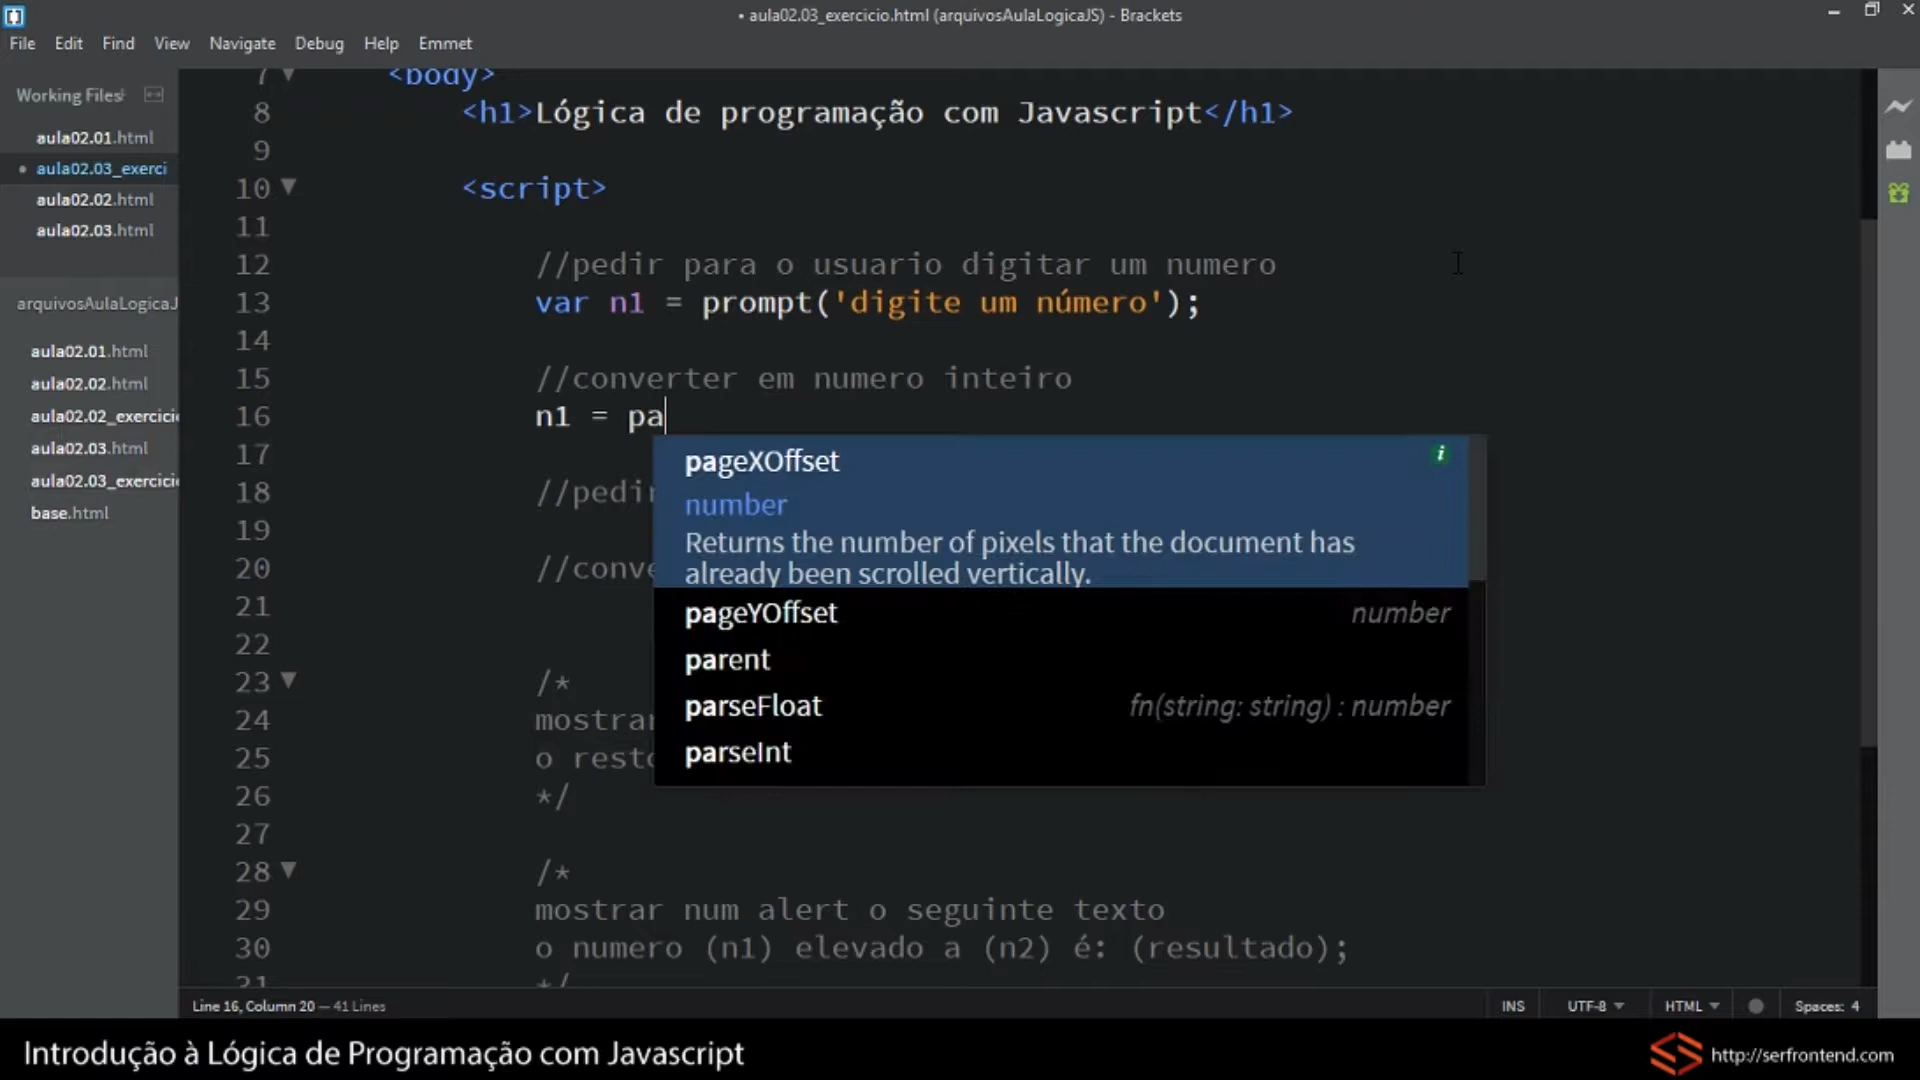 • aula02.03_exercicio.html (arquivosAulaLogicaJS) - Brackets
File Edit Find View Navigate Debug Help Emmet
Working Files
aula02.01.html
• aula02.03_exerci
aula02.02.html
aula02.03.html
arquivosAulaLogicaJ
aula02.01.html
aula02.02.html
aula02.02_exercici
aula02.03.html
aula02.03_exercici
base.html
7 <body>
8 <h1>Lógica de programação com Javascript</h1>
9
10 <script>
11
12 //pedir para o usuario digitar um numero
13 var n1 = prompt('digite um número');
14
15 //converter em numero inteiro
16 n1 = pa
17
18 //pedir
19
20 //conve
21
22
23 /*
24 mostrar
25 o resto
26 */
27
28 /*
29 mostrar num alert o seguinte texto
30 o numero (n1) elevado a (n2) é: (resultado);
31 */
pageXOffset i
number
Returns the number of pixels that the document has
already been scrolled vertically.
pageYOffset number
parent
parseFloat fn(string: string) : number
parseInt
Line 16, Column 20 — 41 Lines
INS UTF-8 HTML Spaces: 4
Introdução à Lógica de Programação com Javascript
http://serfrontend.com